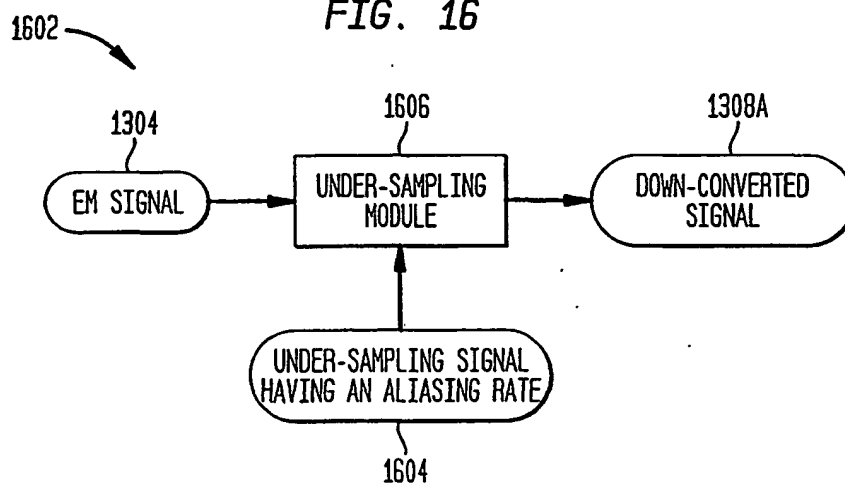 FIG. 16
1602
1304
1606
1308A
EM SIGNAL
UNDER-SAMPLING
MODULE
DOWN-CONVERTED
SIGNAL
UNDER-SAMPLING SIGNAL
HAVING AN ALIASING RATE
1604